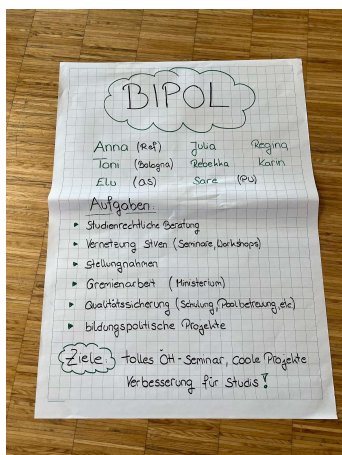 BIPOL
Anna (Ref) Julia Regina
Toni (Bologna) Rebekka Karin
Elu (as) Sare (PU)
Aufgaben:
Studienrechtliche Beratung
Vernetzung StVen (Seminare, Workshops)
Stellungnahmen
Gremienarbeit (Ministerium)
Qualitätssicherung (Schulung, Poolbetreuung, etc)
bildungspolitische Projekte
Ziele: tolles ÖH-Seminar, coole Projekte
Verbesserung für Studis!